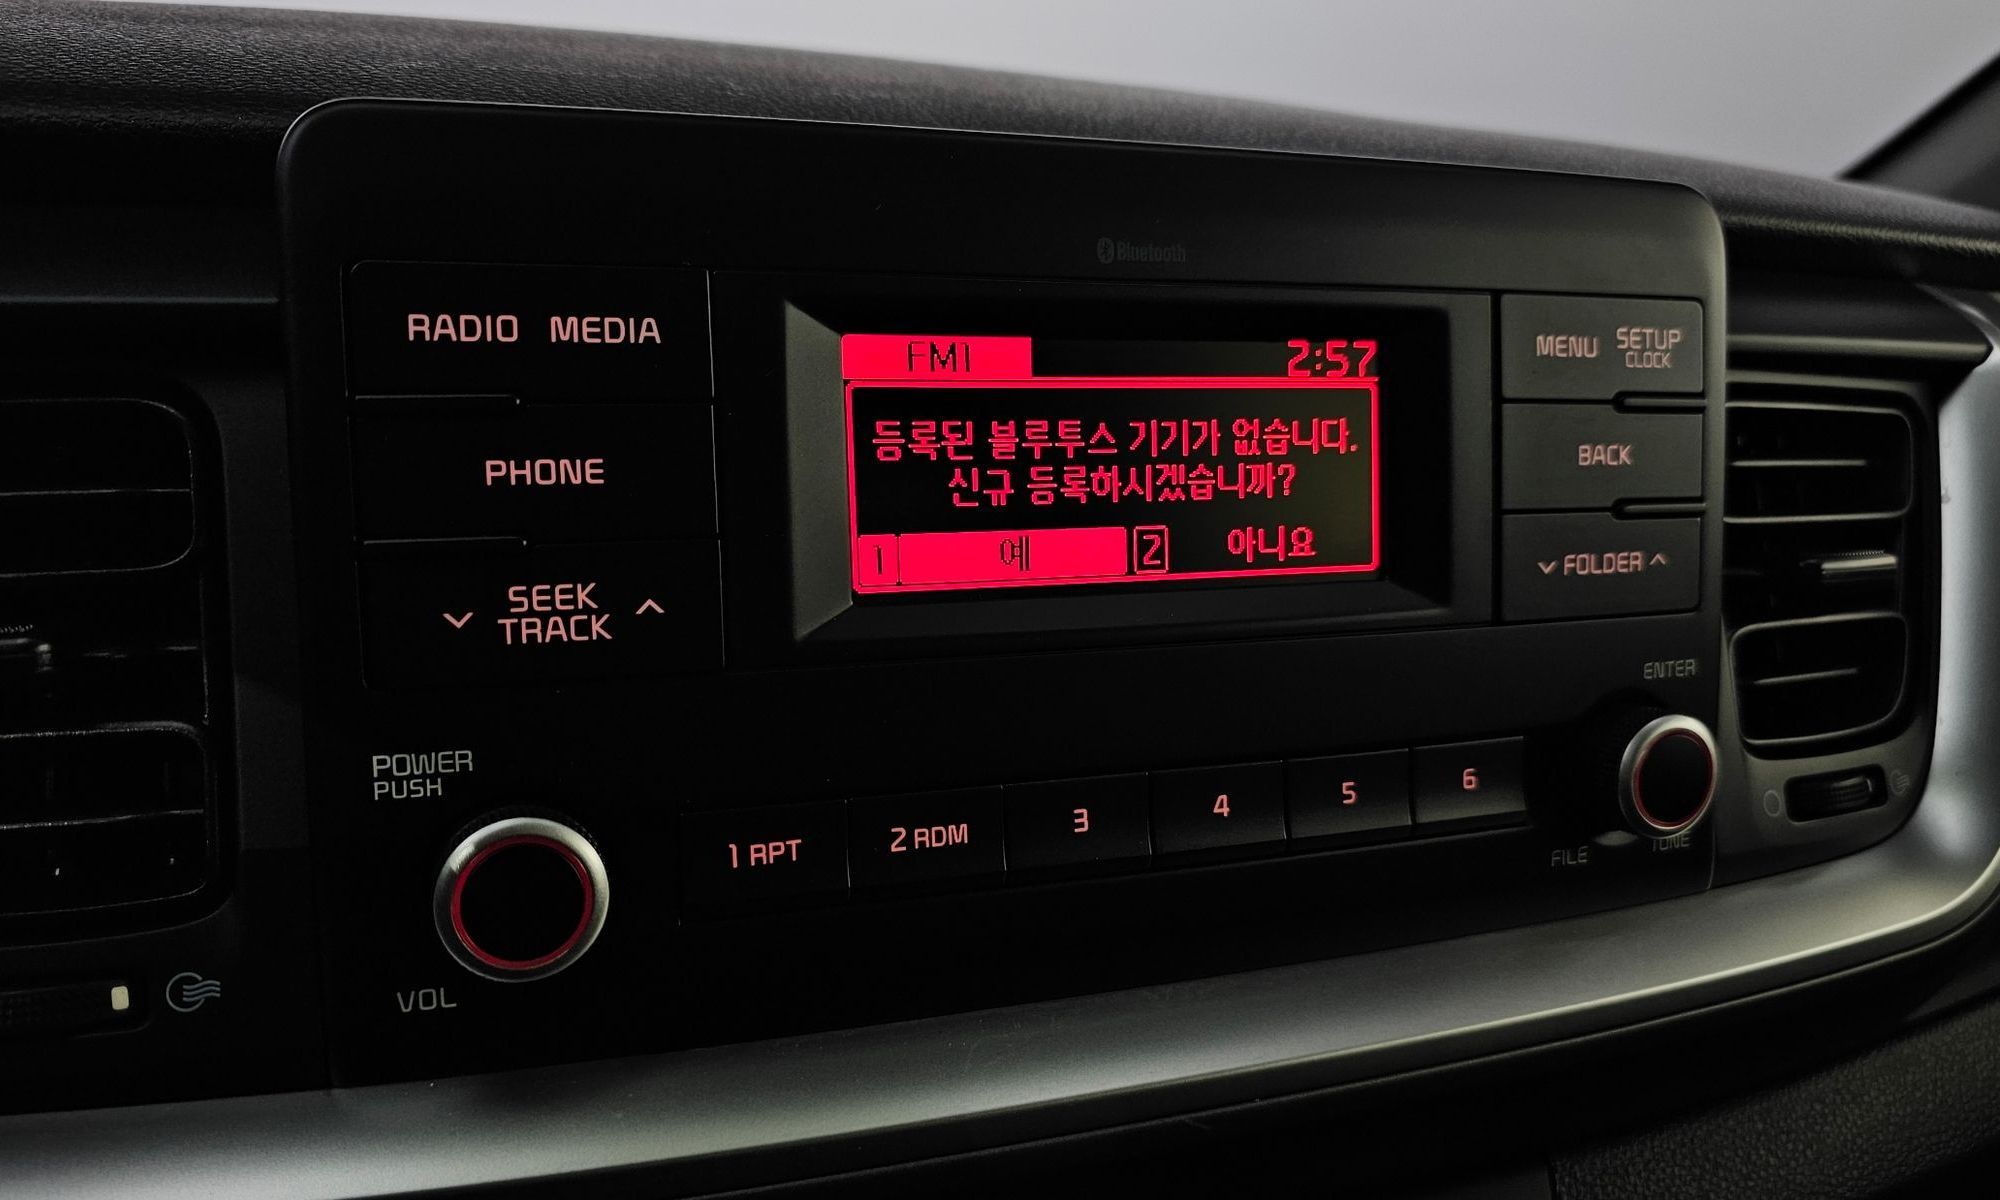 Bluetooth
RADIO MEDIA
PHONE
SEEK
TRACK
FM1 2:57
등록된 블루투스 기기가 없습니다.
신규 등록하시겠습니까?
1 예 2 아니요
MENU SETUP
CLOCK
BACK
FOLDER
POWER
PUSH
VOL
1 RPT 2 RDM 3 4 5 6
ENTER
FILE TUNE